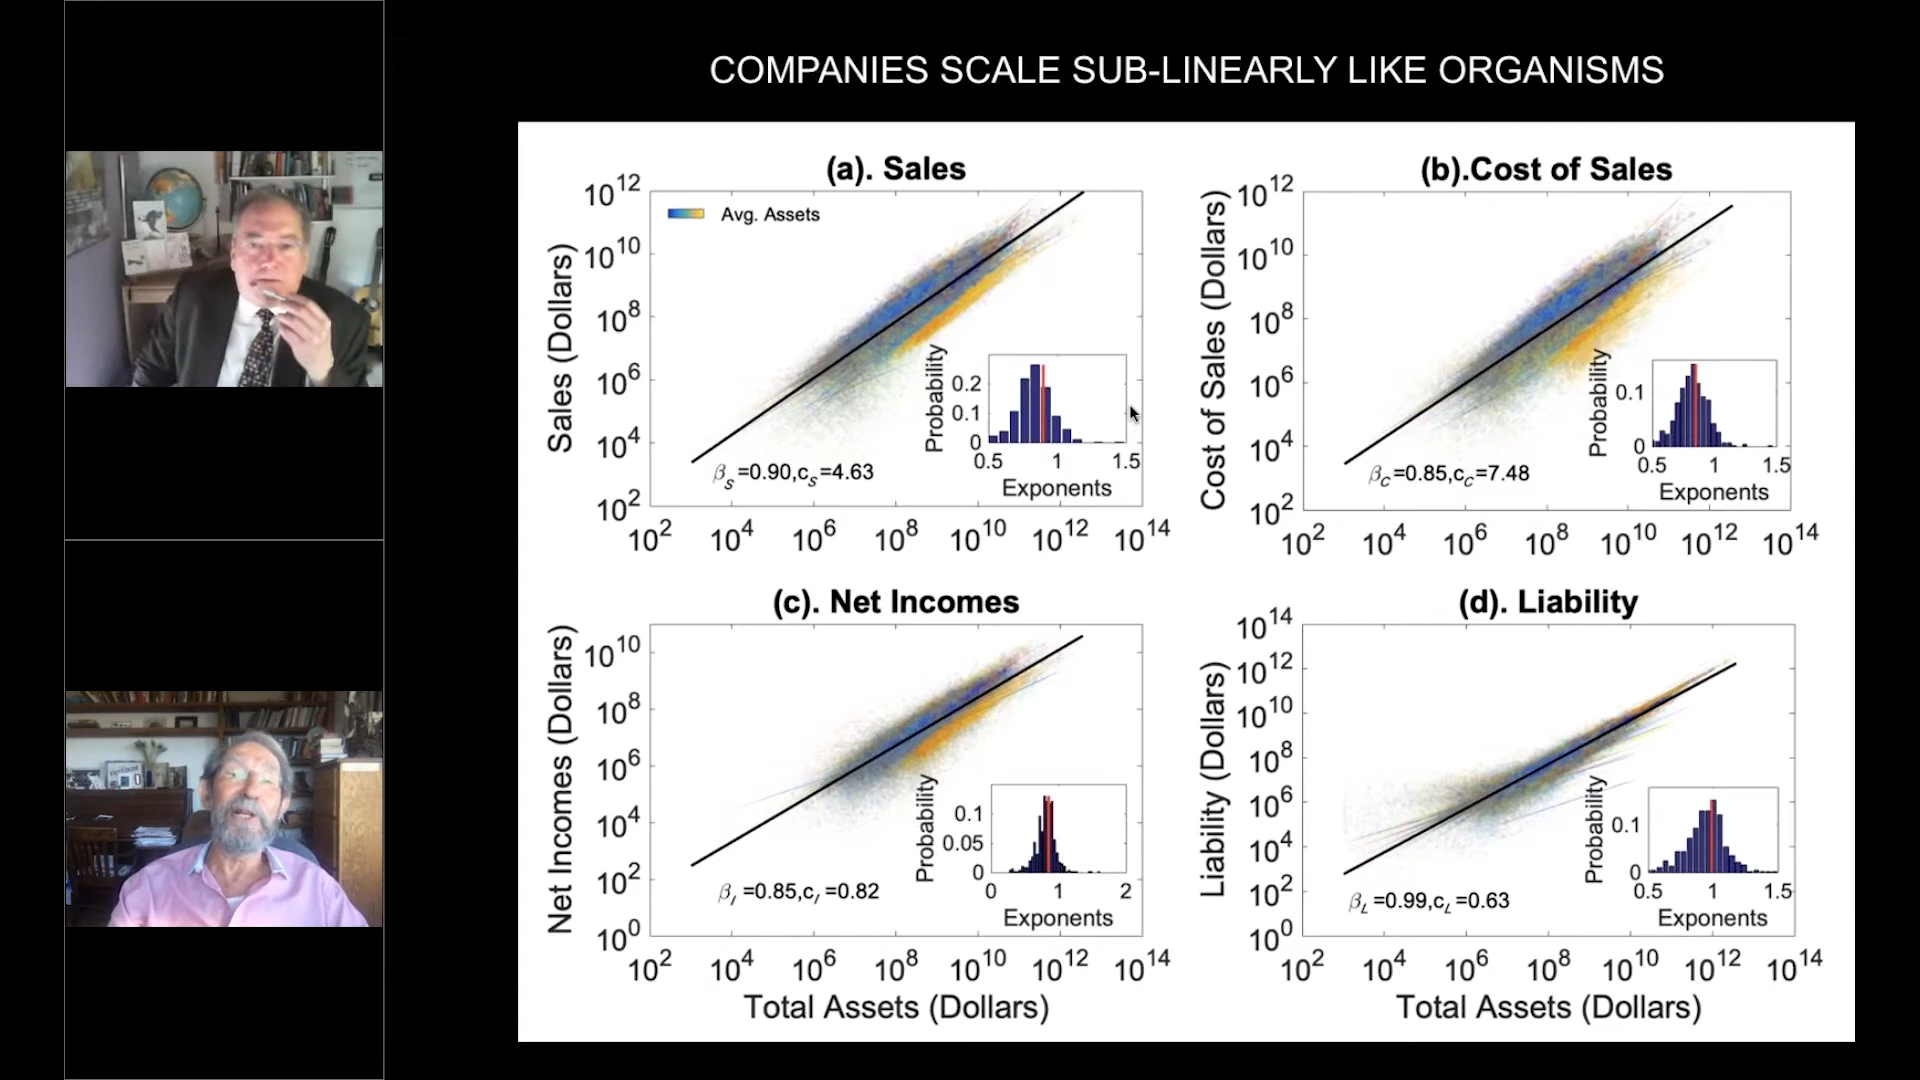 COMPANIES SCALE SUB-LINEARLY LIKE ORGANISMS
(a). Sales
Avg. Assets
Sales (Dollars)
10^12
10^10
10^8
10^6
10^4
10^2
10^2 10^4 10^6 10^8 10^10 10^12 10^14
β_S=0.90,c_S=4.63
Probability
0.2
0.1
0
0.5 1 1.5
Exponents
(b).Cost of Sales
Cost of Sales (Dollars)
10^12
10^10
10^8
10^6
10^4
10^2
10^2 10^4 10^6 10^8 10^10 10^12 10^14
β_C=0.85,c_C=7.48
Probability
0.1
0
0.5 1 1.5
Exponents
(c). Net Incomes
Net Incomes (Dollars)
10^10
10^8
10^6
10^4
10^2
10^0
10^2 10^4 10^6 10^8 10^10 10^12 10^14
Total Assets (Dollars)
β_I=0.85,c_I=0.82
Probability
0.1
0.05
0
0 1 2
Exponents
(d). Liability
Liability (Dollars)
10^14
10^12
10^10
10^8
10^6
10^4
10^2
10^0
10^2 10^4 10^6 10^8 10^10 10^12 10^14
Total Assets (Dollars)
β_L=0.99,c_L=0.63
Probability
0.1
0
0.5 1 1.5
Exponents